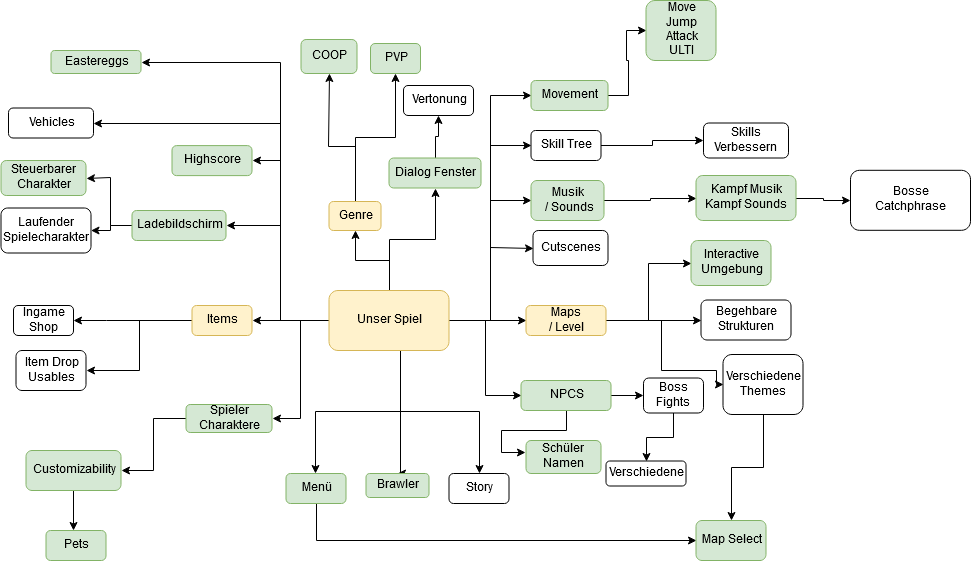 Move
Jump
Attack
ULTI
COOP
PVP
Eastereggs
Vertonung
Movement
Vehicles
Skill Tree
Skills
Verbessern
Highscore
Steuerbarer
Charakter
Dialog Fenster
Musik
/ Sounds
Kampf Musik
Kampf Sounds
Bosse
Catchphrase
Genre
Laufender
Spielecharakter
Ladebildschirm
Cutscenes
Interactive
Umgebung
Ingame
Shop
Items
Unser Spiel
Maps
/ Level
Begehbare
Strukturen
Item Drop
Usables
Verschiedene
Themes
NPCS
Boss
Fights
Spieler
Charaktere
Schüler
Namen
Customizability
Verschiedene
Menü
Brawler
Story
Pets
Map Select